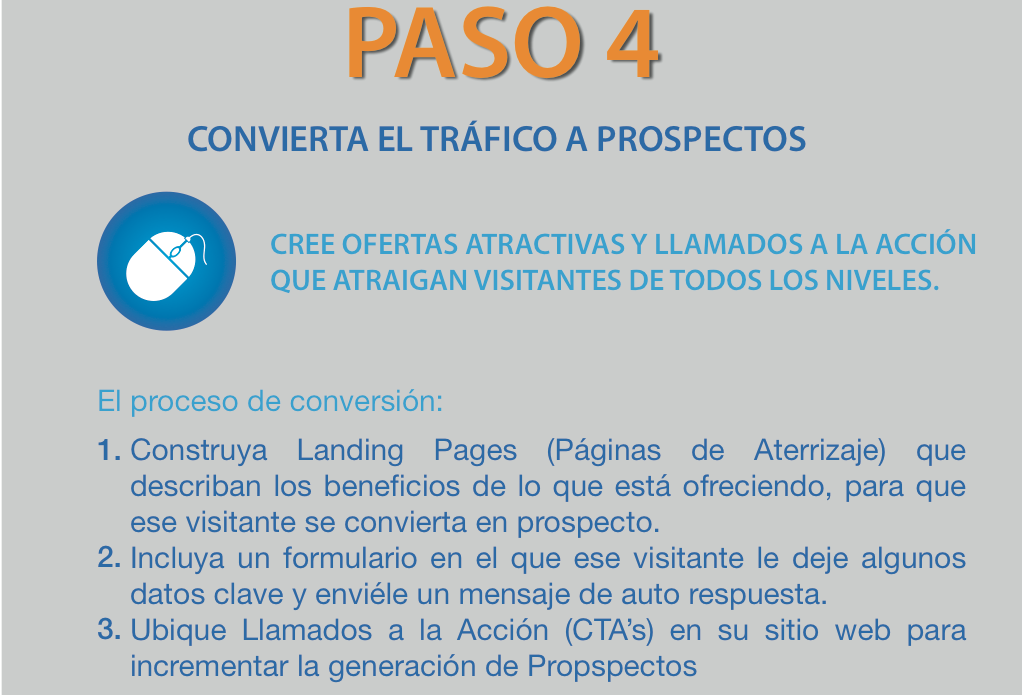 PASO 4
CONVIERTA EL TRÁFICO A PROSPECTOS
CREE OFERTAS ATRACTIVAS Y LLAMADOS A LA ACCIÓN
QUE ATRAIGAN VISITANTES DE TODOS LOS NIVELES.
El proceso de conversión:
1. Construya Landing Pages (Páginas de Aterrizaje) que
describan los beneficios de lo que está ofreciendo, para que
ese visitante se convierta en prospecto.
2. Incluya un formulario en el que ese visitante le deje algunos
datos clave y enviéle un mensaje de auto respuesta.
3. Ubique Llamados a la Acción (CTA’s) en su sitio web para
incrementar la generación de Propspectos